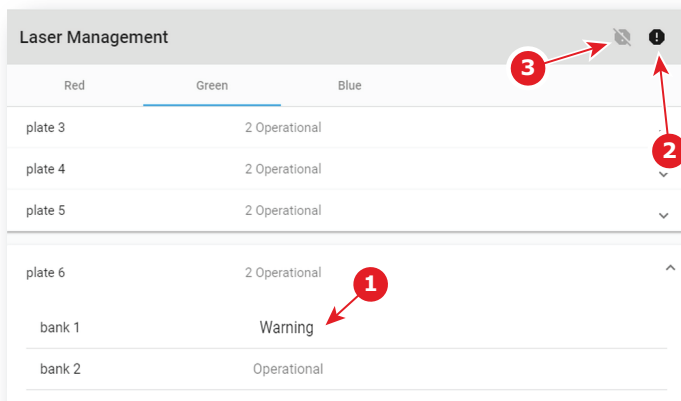 Laser Management
3
Red Green Blue
2
plate 3 2 Operational
plate 4 2 Operational
plate 5 2 Operational
plate 6 2 Operational
1
bank 1 Warning
bank 2 Operational